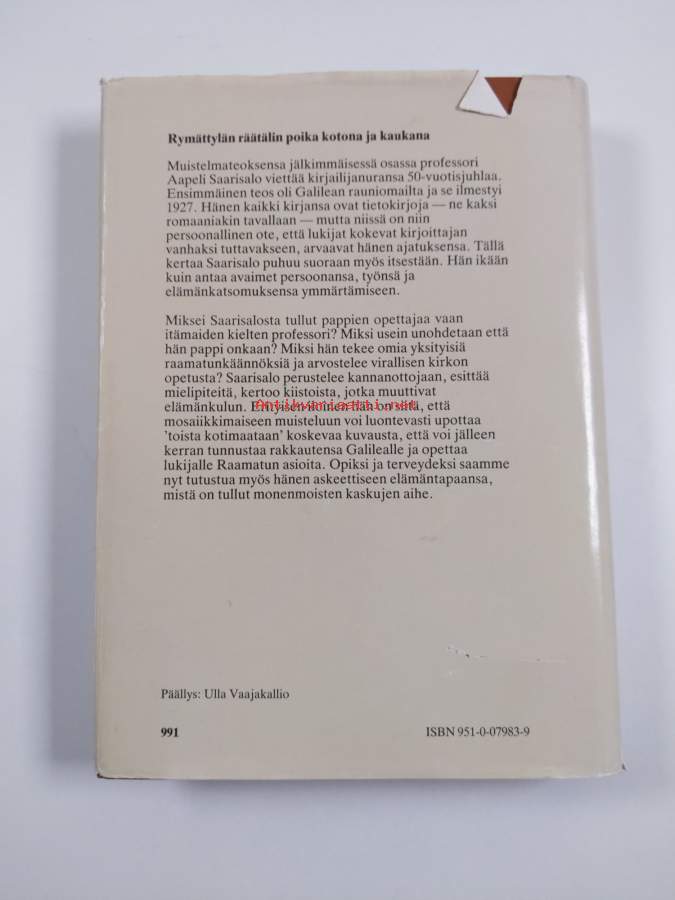 Rymättylän räätälin poika kotona ja kaukana
Muistelmateoksensa jälkimmäisessä osassa professori
Aapeli Saarisalo viettää kirjailijanuransa 50-vuotisjuhlaa.
Ensimmäinen teos oli Galilean rauniomailta ja se ilmestyi
1927. Hänen kaikki kirjansa ovat tietokirjoja — ne kaksi
romaaniakin tavallaan — mutta niissä on niin
persoonallinen ote, että lukijat kokevat kirjoittajan
vanhaksi tuttavakseen, arvaavat hänen ajatuksensa. Tällä
kertaa Saarisalo puhuu suoraan myös itsestään. Hän ikään
kuin antaa avaimet persoonansa, työnsä ja
elämänkatsomuksensa ymmärtämiseen.
Miksei Saarisalosta tullut pappien opettajaa vaan
itämaiden kielten professori? Miksi usein unohdetaan että
hän pappi onkaan? Miksi hän tekee omia yksityisiä
raamatunkäännöksiä ja arvostelee virallisen kirkon
opetusta? Saarisalo perustelee kannanottojaan, esittää
mielipiteitä, kertoo kiistoista, jotka muuttivat
elämänkulun. on siitä, että
Antikvariaatti.net
mosaiikkimaiseen muisteluun voi luontevasti upottaa
'toista kotimaataan' koskevaa kuvausta, että voi jälleen
kerran tunnustaa rakkautensa Galilealle ja opettaa
lukijalle Raamatun asioita. Opiksi ja terveydeksi saamme
nyt tutustua myös hänen askeettiseen elämäntapaansa,
mistä on tullut monenmoisten kaskujen aihe.
Päällys: Ulla Vaajakallio
991 ISBN 951-0-07983-9